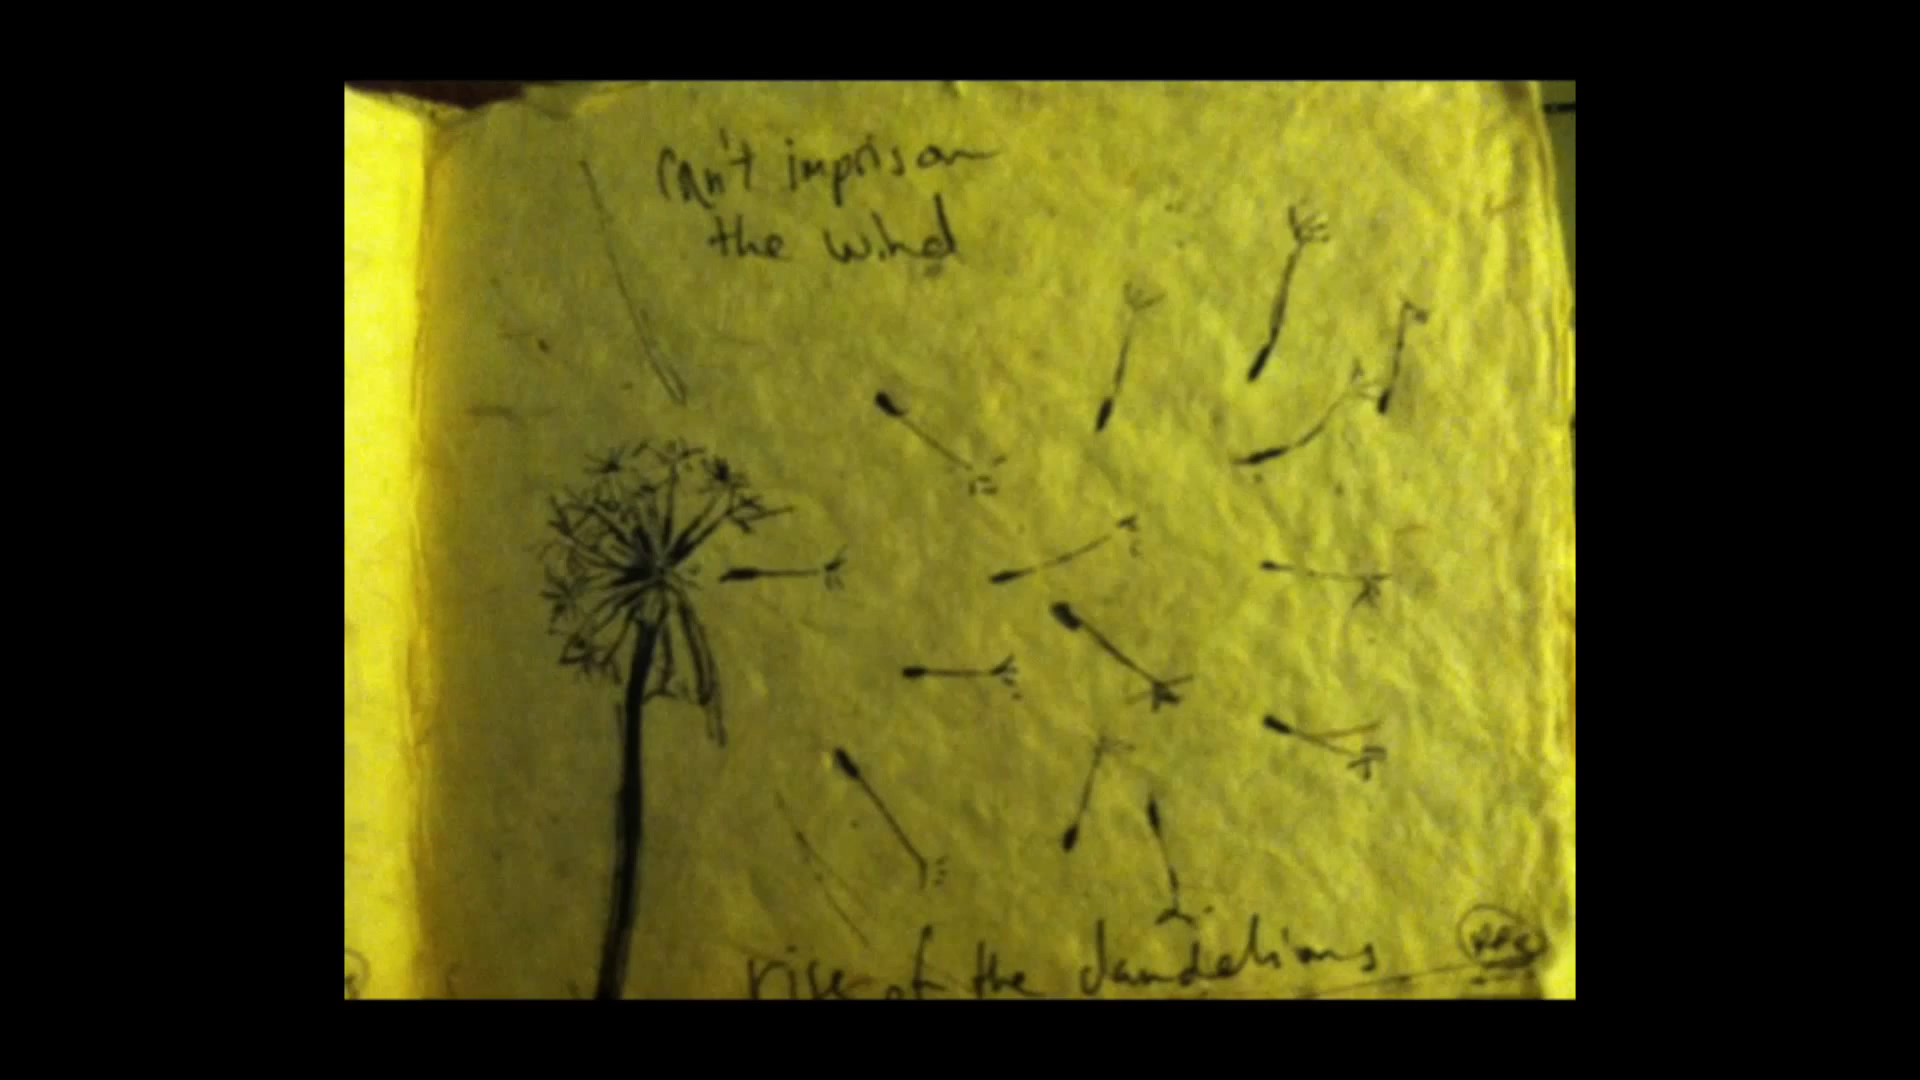 can't imprison
the wind
rise of the dandelions